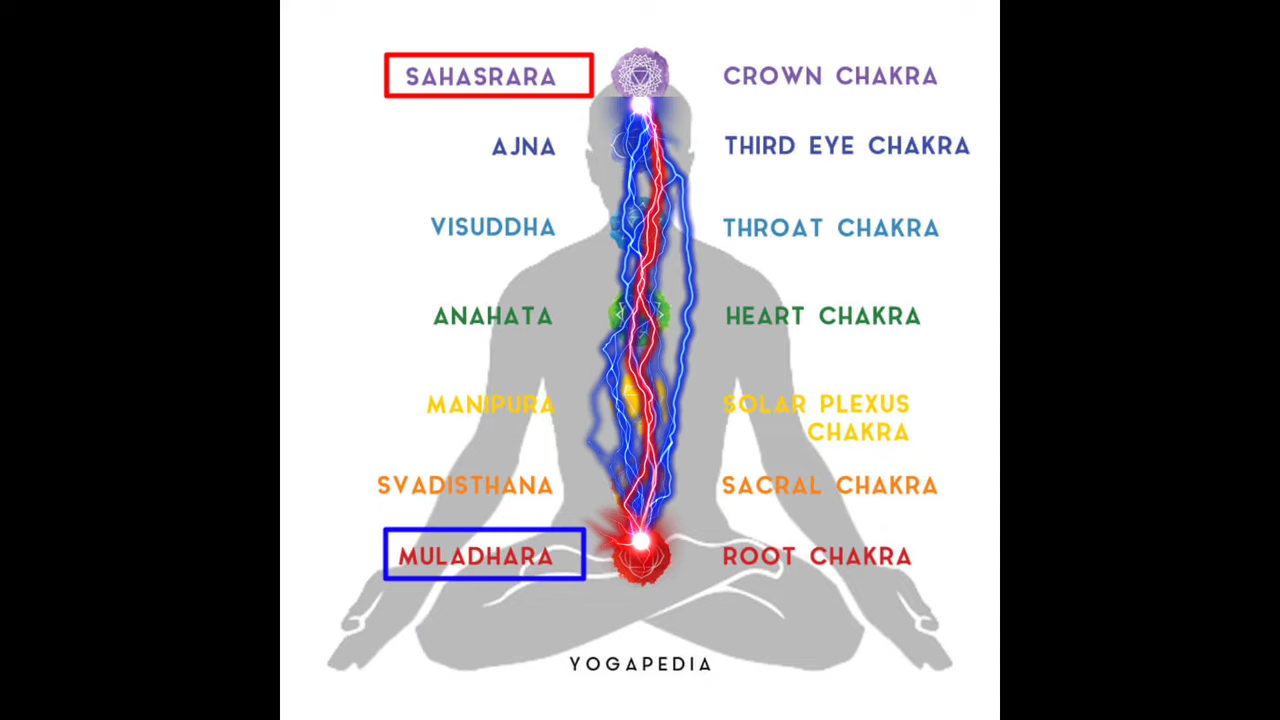 SAHASRARA CROWN CHAKRA
AJNA THIRD EYE CHAKRA
VISUDDHA THROAT CHAKRA
ANAHATA HEART CHAKRA
MANIPURA SOLAR PLEXUS
CHAKRA
SVADISTHANA SACRAL CHAKRA
MULADHARA ROOT CHAKRA
YOGAPEDIA